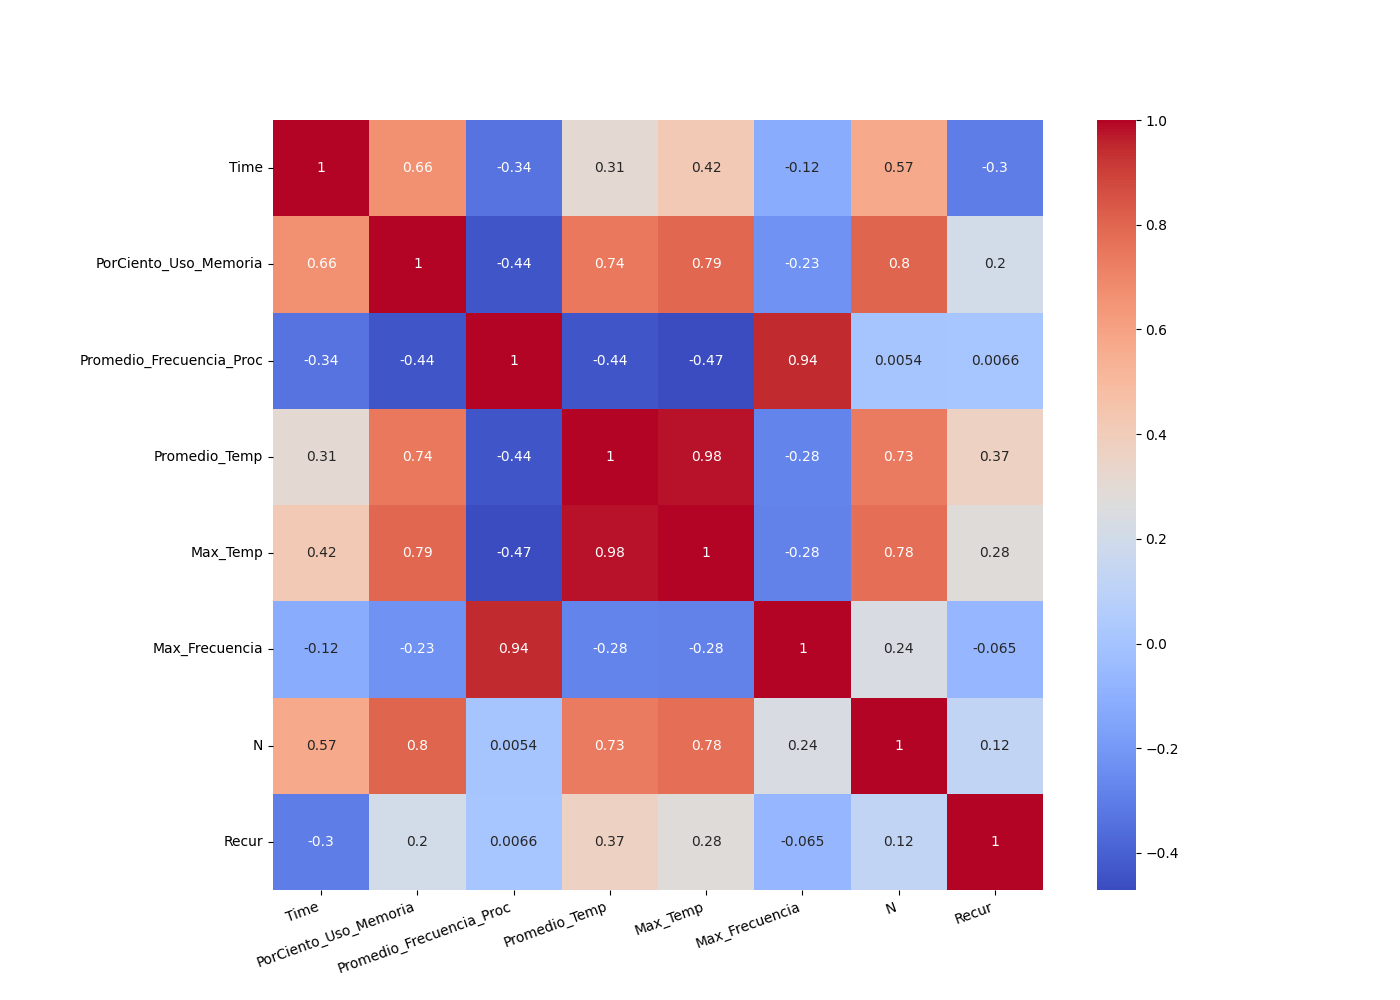 1.0
Time 1 0.66 -0.34 0.31 0.42 -0.12 0.57 -0.3
0.8
PorCiento_Uso_Memoria 0.66 1 -0.44 0.74 0.79 -0.23 0.8 0.2
0.6
Promedio_Frecuencia_Proc -0.34 -0.44 1 -0.44 -0.47 0.94 0.0054 0.0066
0.4
Promedio_Temp 0.31 0.74 -0.44 1 0.98 -0.28 0.73 0.37
0.2
Max_Temp 0.42 0.79 -0.47 0.98 1 -0.28 0.78 0.28
0.0
Max_Frecuencia -0.12 -0.23 0.94 -0.28 -0.28 1 0.24 -0.065
−0.2
N 0.57 0.8 0.0054 0.73 0.78 0.24 1 0.12
Recur -0.3 0.2 0.0066 0.37 0.28 -0.065 0.12 1
−0.4
Time PorCiento_Uso_Memoria Promedio_Frecuencia_Proc Promedio_Temp Max_Temp Max_Frecuencia N Recur